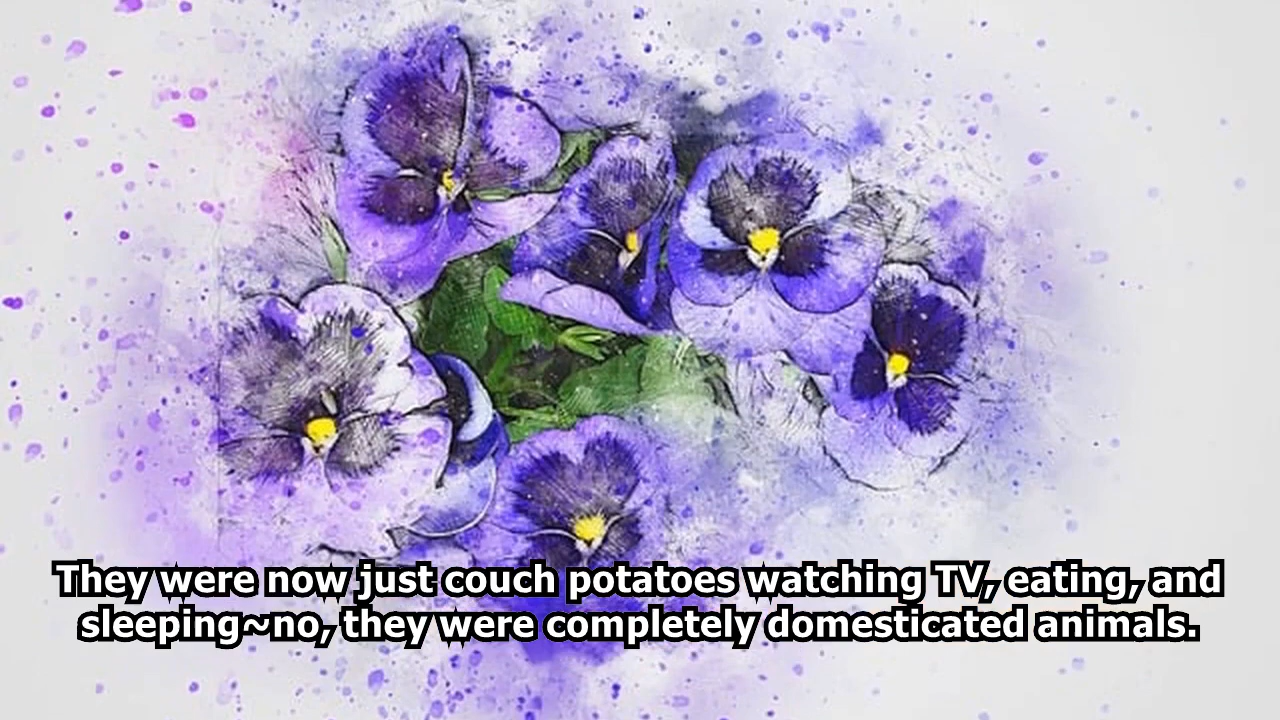 They were now just couch potatoes watching TV, eating, and
sleeping~no, they were completely domesticated animals.